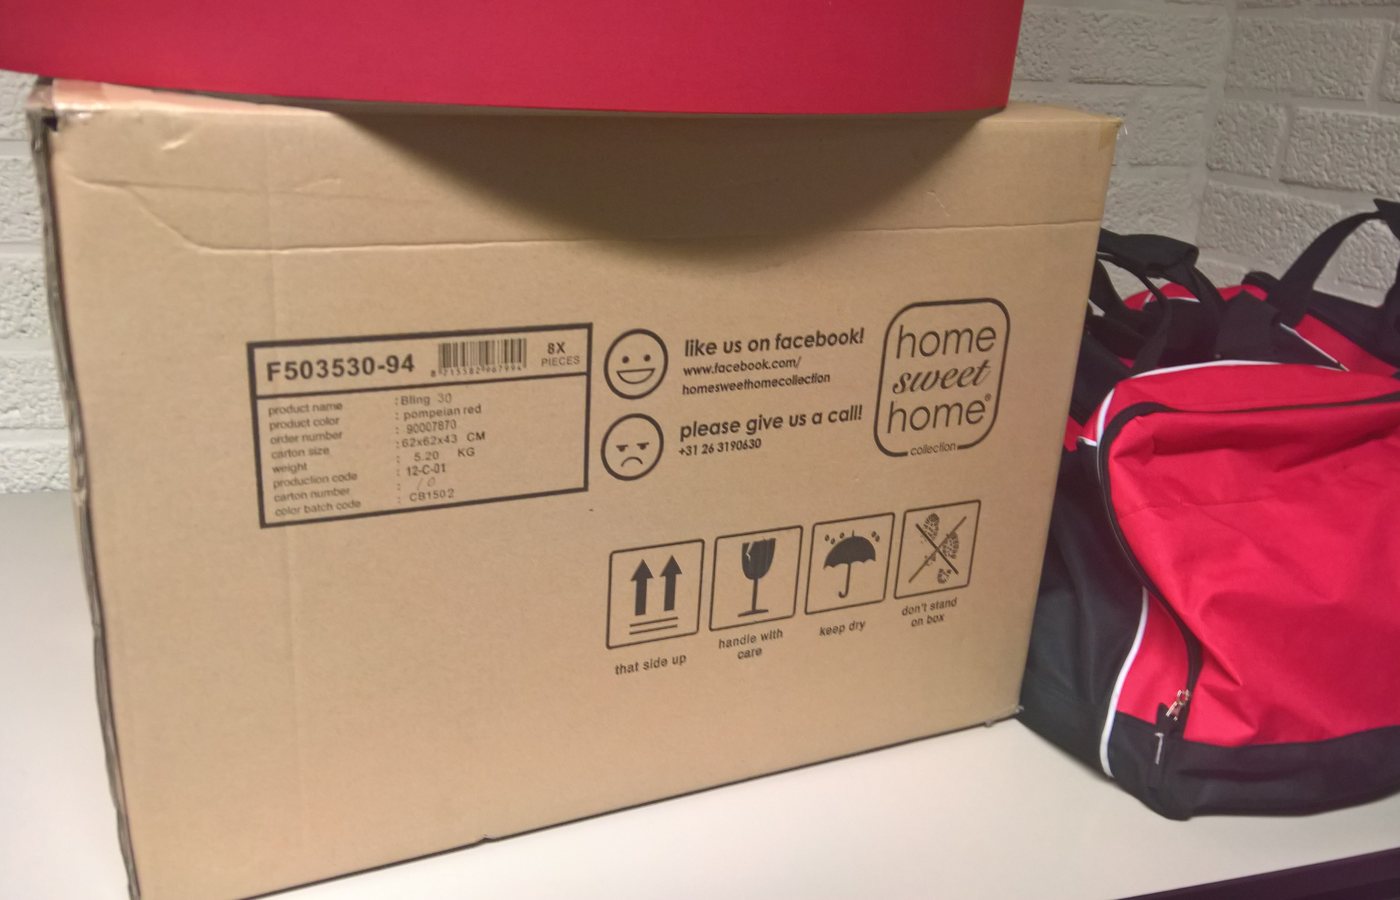 F503530-94
8X
PIECES
product name : Bling 30
product color : pompeian red
order number : 90007870
carton size : 62x62x43 CM
weight : 5.20 KG
production code : 12-C-01
carton number : 10
color batch code : CB1502
like us on facebook!
www.facebook.com/
homesweethomecollection
please give us a call!
+31 26 3190630
home
sweet
home®
collection
that side up
handle with
care
keep dry
don't stand
on box